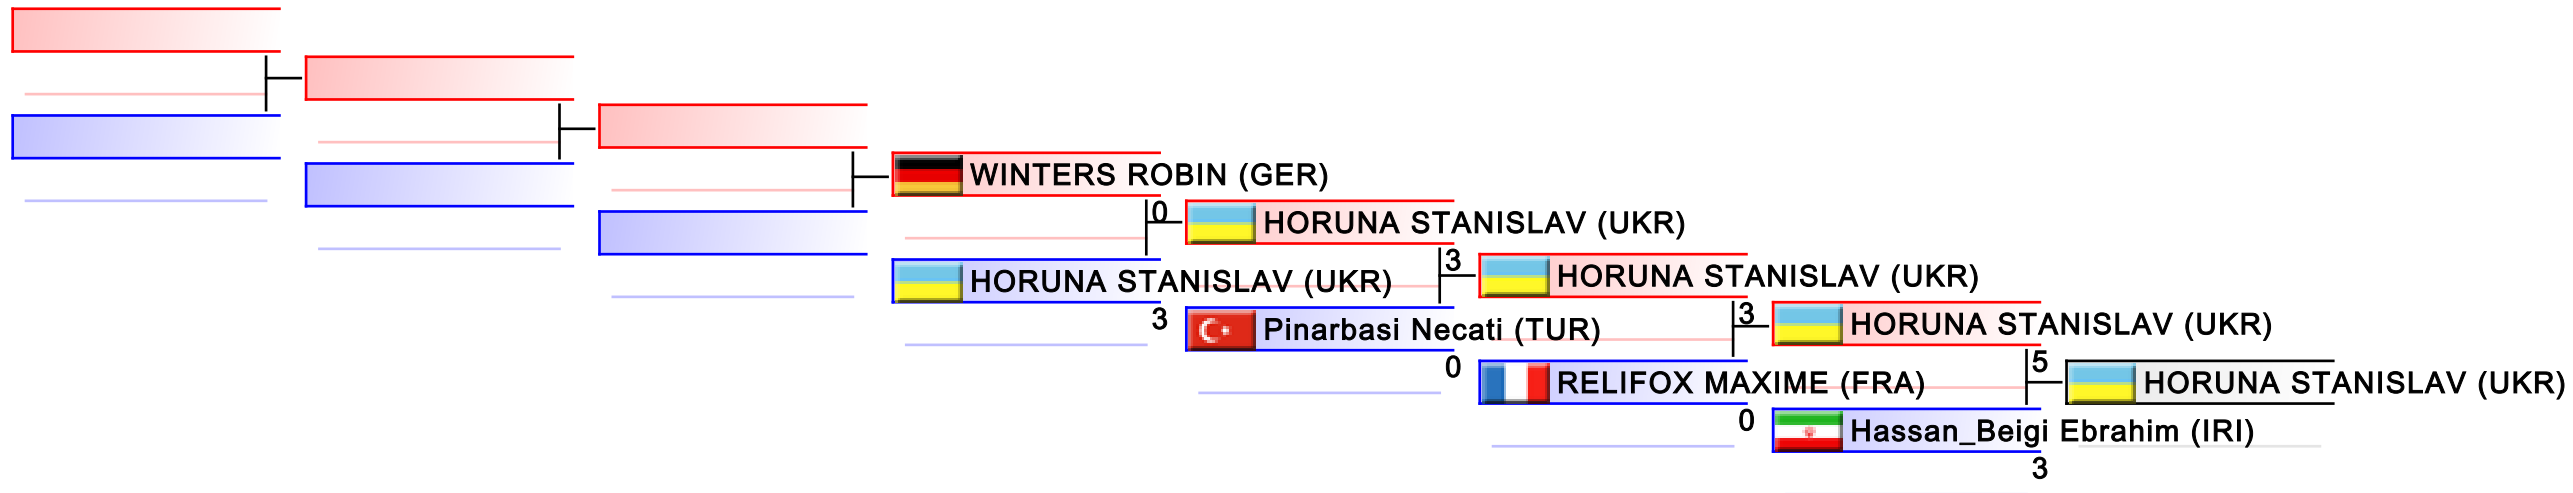 WINTERS ROBIN (GER)
0
HORUNA STANISLAV (UKR)
HORUNA STANISLAV (UKR)
3
3
HORUNA STANISLAV (UKR)
Pinarbasi Necati (TUR)
0
3
HORUNA STANISLAV (UKR)
RELIFOX MAXIME (FRA)
0
5
HORUNA STANISLAV (UKR)
Hassan_Beigi Ebrahim (IRI)
3